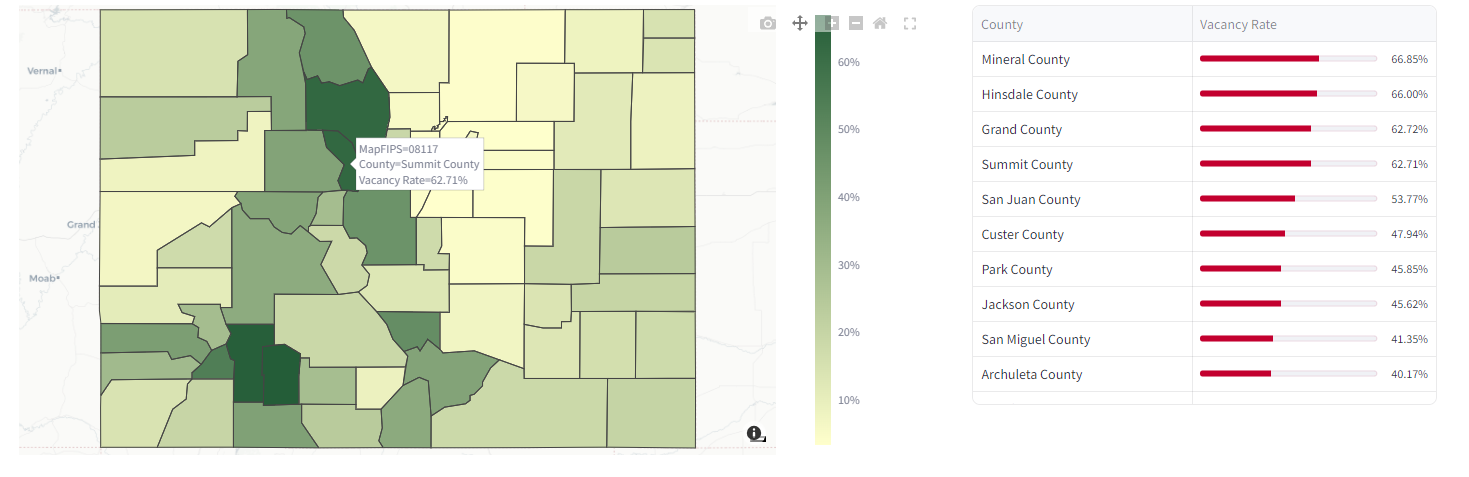 Vernal
Grand
Moab
MapFIPS=08117
County=Summit County
Vacancy Rate=62.71%
60%
50%
40%
30%
20%
10%
County Vacancy Rate
Mineral County 66.85%
Hinsdale County 66.00%
Grand County 62.72%
Summit County 62.71%
San Juan County 53.77%
Custer County 47.94%
Park County 45.85%
Jackson County 45.62%
San Miguel County 41.35%
Archuleta County 40.17%